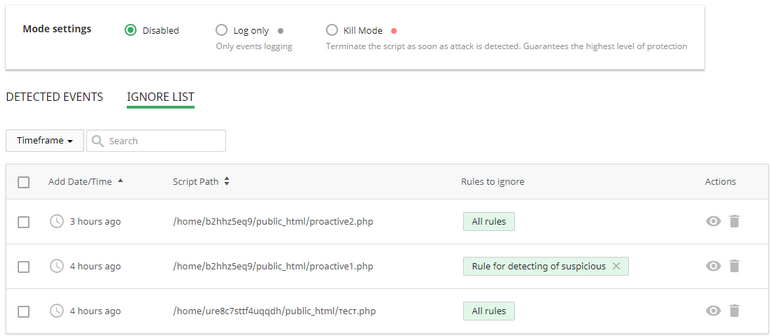 Mode settings
Disabled
Log only
Only events logging
Kill Mode
Terminate the script as soon as attack is detected. Guarantees the highest level of protection
DETECTED EVENTS
IGNORE LIST
Timeframe
Search
Add Date/Time
Script Path
Rules to ignore
Actions
3 hours ago
/home/b2hhz5eq9/public_html/proactive2.php
All rules
4 hours ago
/home/b2hhz5eq9/public_html/proactive1.php
Rule for detecting of suspicious
4 hours ago
/home/ure8c7sttf4uqqdh/public_html/тест.php
All rules